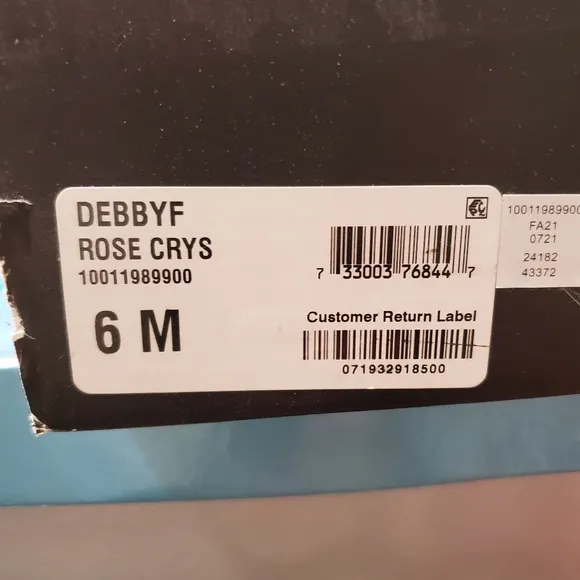 DEBBYF
ROSE CRYS
10011989900
6 M
7 33003 76844 7
Customer Return Label
071932918500
10011989900
FA21
0721
24182
43372